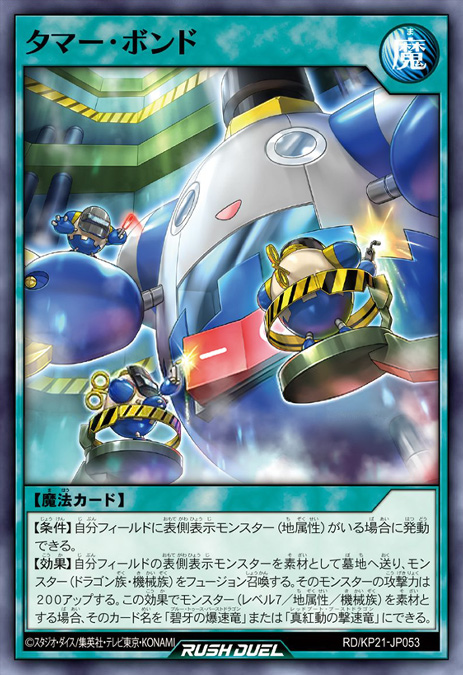 タマー・ボンド
魔
ま
【魔法カード】
【条件】自分フィールドに表側表示モンスター(地属性)がいる場合に発動
できる。
【効果】自分フィールドの表側表示モンスターを素材として墓地へ送り、モン
スター(ドラゴン族・機械族)をフュージョン召喚する。そのモンスターの攻撃力は
200アップする。この効果でモンスター(レベル7/地属性/機械族)を素材と
する場合、そのカード名を「碧牙の爆速竜」または「真紅動の撃速竜」にできる。
©スタジオ・ダイス/集英社・テレビ東京・KONAMI
RUSH DUEL
RD/KP21-JP053